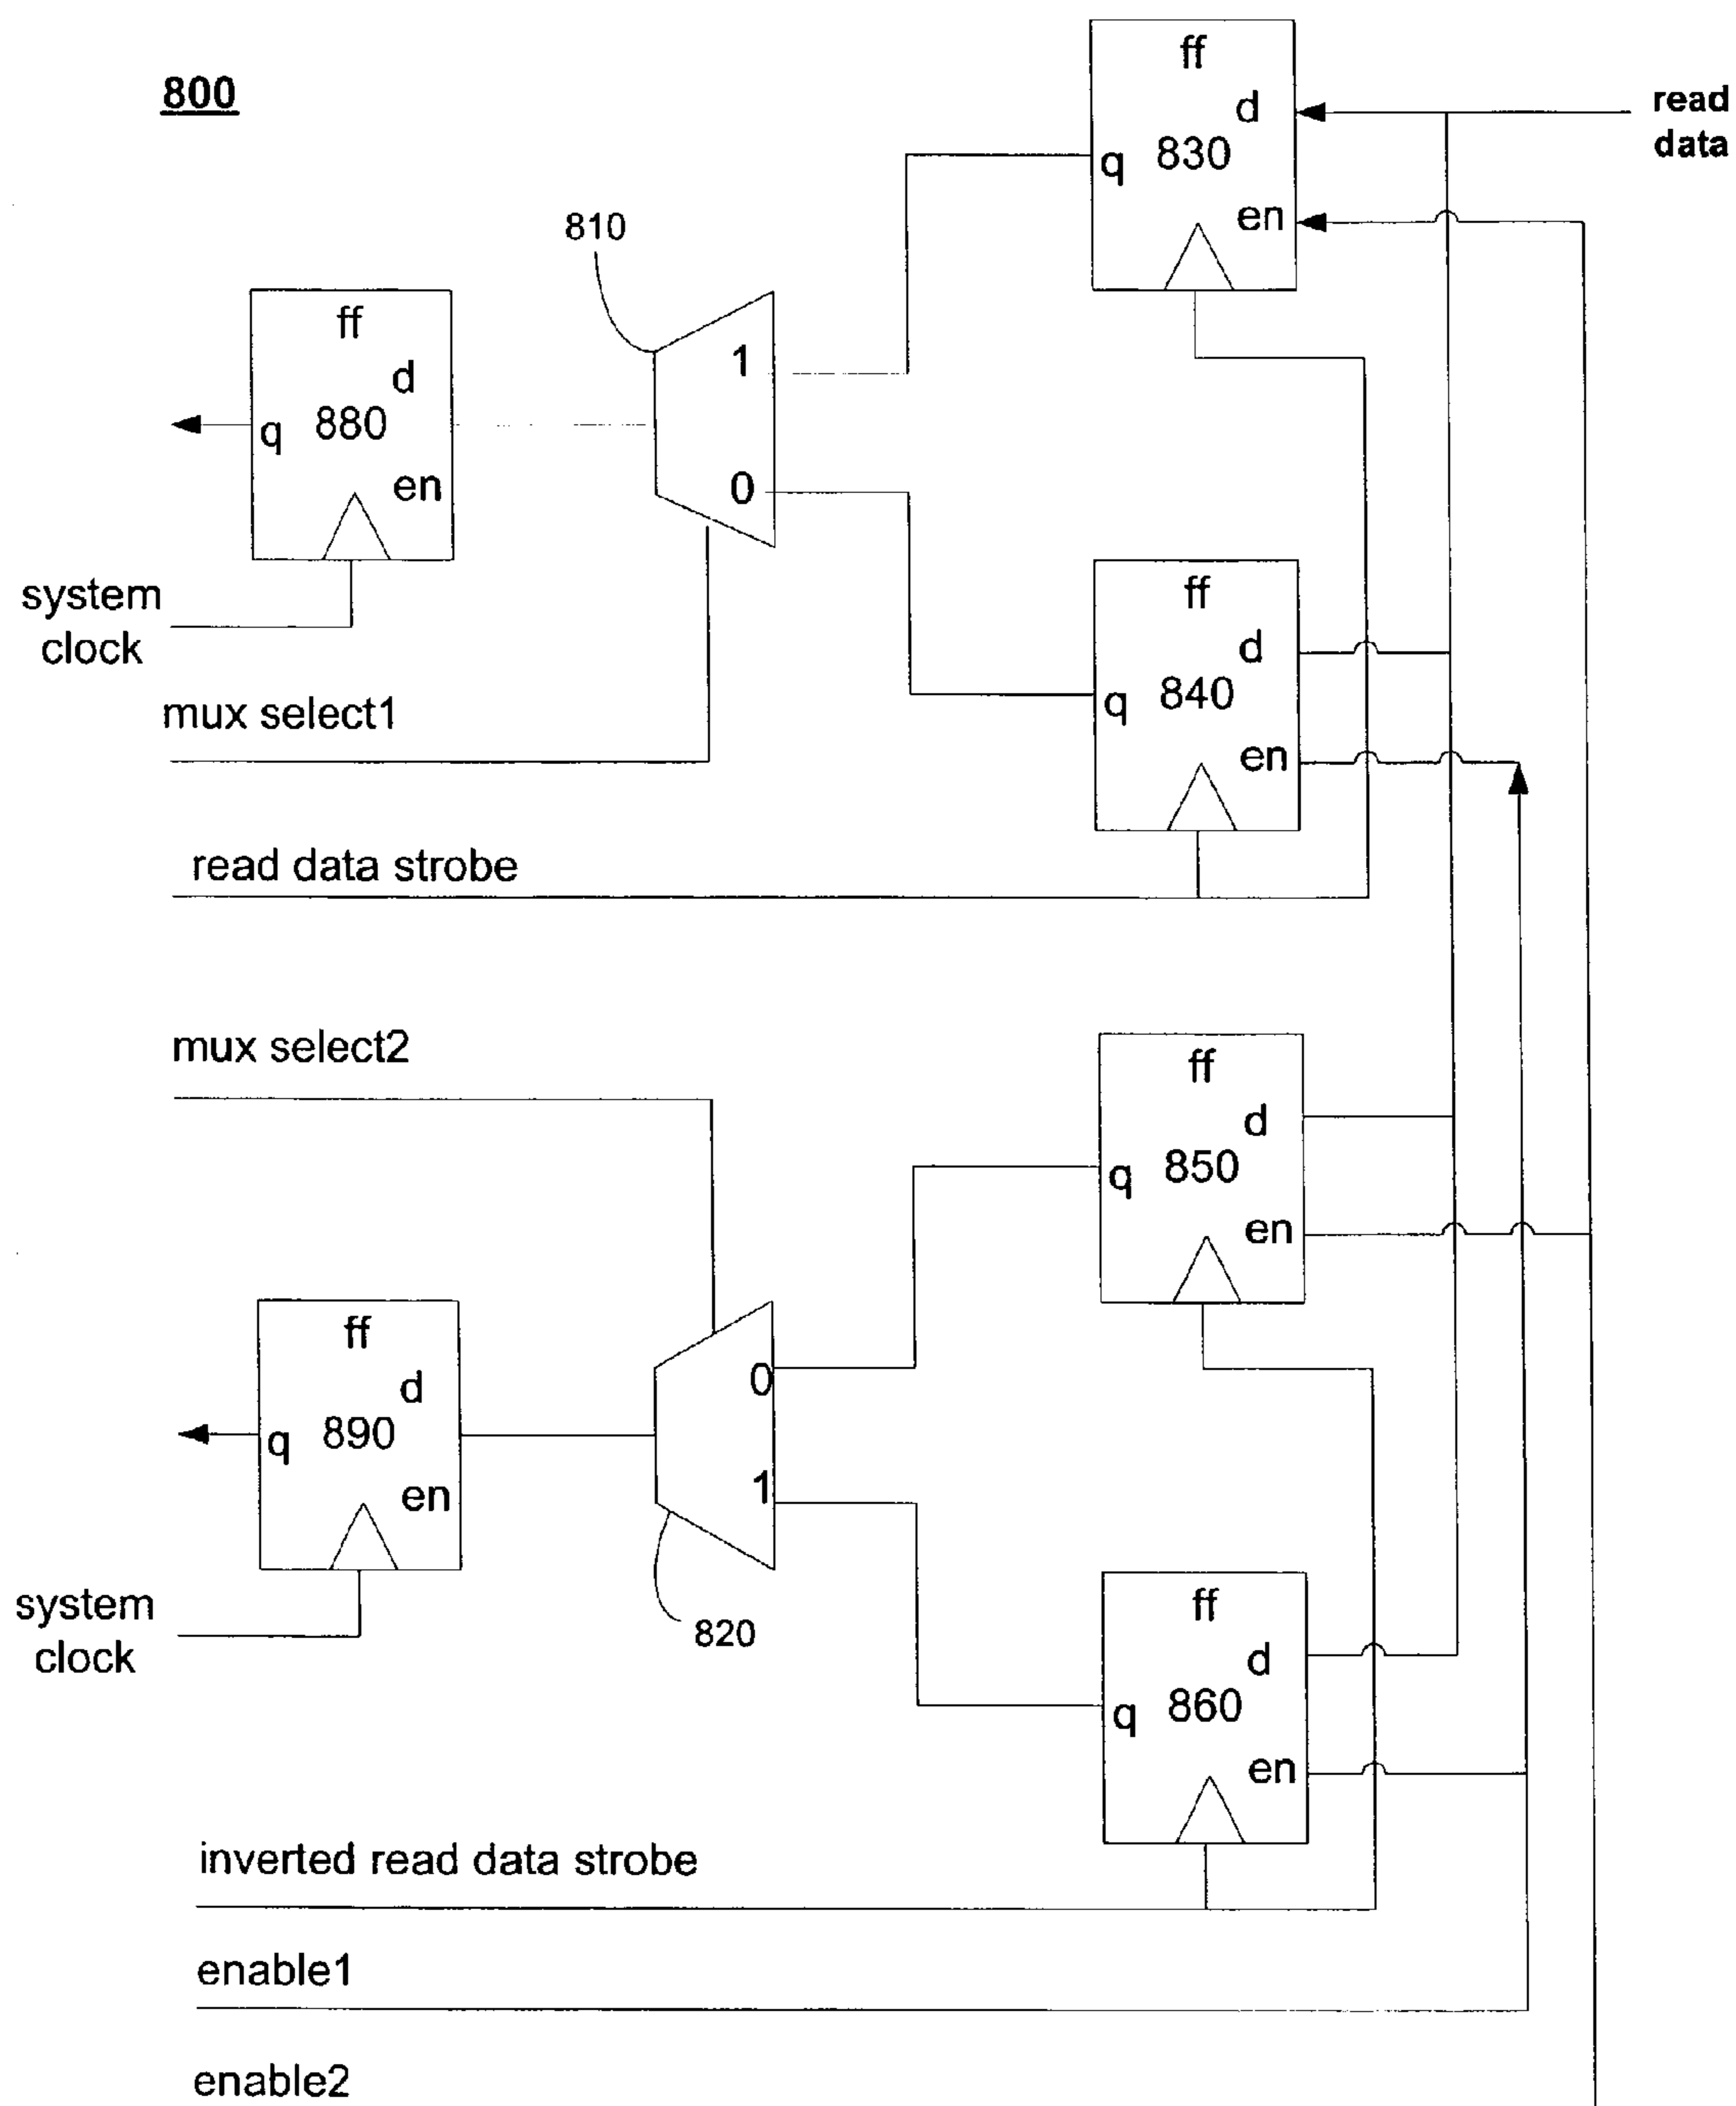 800
ff
d
830
q
en
read
data
810
1
0
ff
d
880
q
en
system
clock
mux select1
ff
d
840
q
en
read data strobe
mux select2
ff
d
850
q
en
0
1
820
ff
d
890
q
en
system
clock
ff
d
860
q
en
inverted read data strobe
enable1
enable2